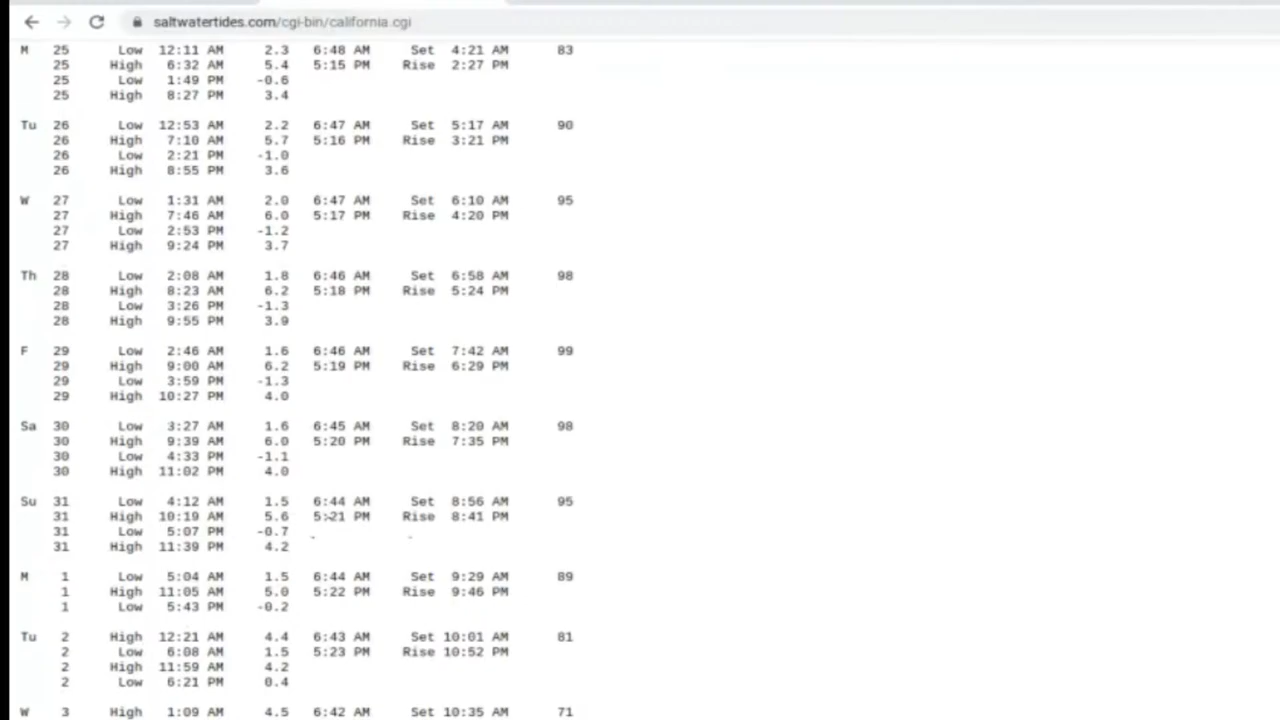 saltwatertides.com/cgi-bin/california.cgi
M 25 Low 12:11 AM 2.3 6:48 AM Set 4:21 AM 83
25 High 6:32 AM 5.4 5:15 PM Rise 2:27 PM
25 Low 1:49 PM -0.6
25 High 8:27 PM 3.4
Tu 26 Low 12:53 AM 2.2 6:47 AM Set 5:17 AM 90
26 High 7:10 AM 5.7 5:16 PM Rise 3:21 PM
26 Low 2:21 PM -1.0
26 High 8:55 PM 3.6
W 27 Low 1:31 AM 2.0 6:47 AM Set 6:10 AM 95
27 High 7:46 AM 6.0 5:17 PM Rise 4:20 PM
27 Low 2:53 PM -1.2
27 High 9:24 PM 3.7
Th 28 Low 2:08 AM 1.8 6:46 AM Set 6:58 AM 98
28 High 8:23 AM 6.2 5:18 PM Rise 5:24 PM
28 Low 3:26 PM -1.3
28 High 9:55 PM 3.9
F 29 Low 2:46 AM 1.6 6:46 AM Set 7:42 AM 99
29 High 9:00 AM 6.2 5:19 PM Rise 6:29 PM
29 Low 3:59 PM -1.3
29 High 10:27 PM 4.0
Sa 30 Low 3:27 AM 1.6 6:45 AM Set 8:20 AM 98
30 High 9:39 AM 6.0 5:20 PM Rise 7:35 PM
30 Low 4:33 PM -1.1
30 High 11:02 PM 4.0
Su 31 Low 4:12 AM 1.5 6:44 AM Set 8:56 AM 95
31 High 10:19 AM 5.6 5:21 PM Rise 8:41 PM
31 Low 5:07 PM -0.7
31 High 11:39 PM 4.2
M 1 Low 5:04 AM 1.5 6:44 AM Set 9:29 AM 89
1 High 11:05 AM 5.0 5:22 PM Rise 9:46 PM
1 Low 5:43 PM -0.2
Tu 2 High 12:21 AM 4.4 6:43 AM Set 10:01 AM 81
2 Low 6:08 AM 1.5 5:23 PM Rise 10:52 PM
2 High 11:59 AM 4.2
2 Low 6:21 PM 0.4
W 3 High 1:09 AM 4.5 6:42 AM Set 10:35 AM 71